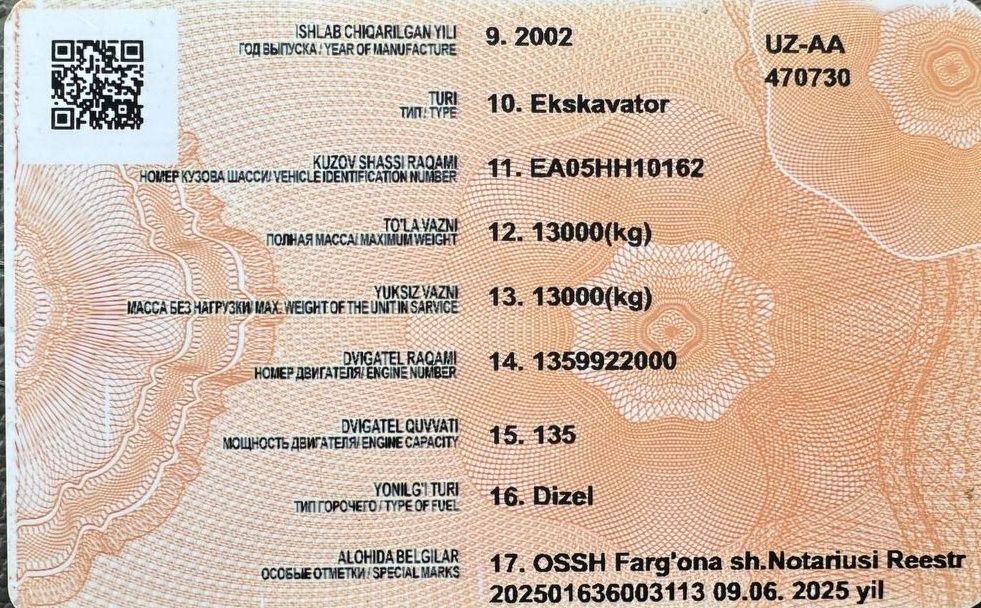 ISHLAB CHIQARILGAN YILI
ГОД ВЫПУСКА / YEAR OF MANUFACTURE
9. 2002
UZ-AA
470730
TURI
ТИП / TYPE
10. Ekskavator
KUZOV SHASSI RAQAMI
НОМЕР КУЗОВА ШАССИ/ VEHICLE IDENTIFICATION NUMBER
11. EA05HH10162
TO'LA VAZNI
ПОЛНАЯ МАССА/ MAXIMUM WEIGHT
12. 13000(kg)
YUKSIZ VAZNI
МАССА БЕЗ НАГРУЗКИ/ MAX. WEIGHT OF THE UNIT IN SARVICE
13. 13000(kg)
DVIGATEL RAQAMI
НОМЕР ДВИГАТЕЛЯ/ ENGINE NUMBER
14. 1359922000
DVIGATEL QUVVATI
МОЩНОСТЬ ДВИГАТЕЛЯ/ ENGINE CAPACITY
15. 135
YONILG'I TURI
ТИП ГОРОЧЕГО / TYPE OF FUEL
16. Dizel
ALOHIDA BELGILAR
ОСОБЫЕ ОТМЕТКИ / SPECIAL MARKS
17. OSSH Farg'ona sh.Notariusi Reestr
202501636003113 09.06. 2025 yil